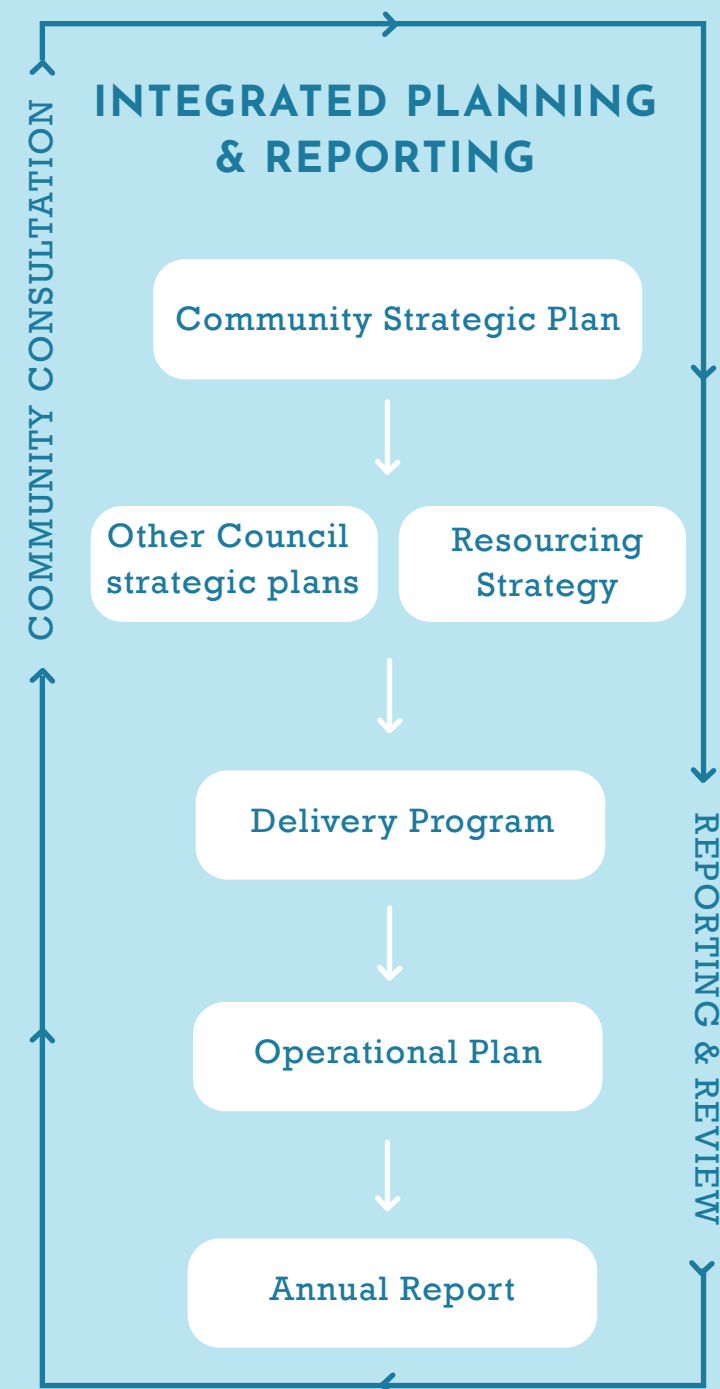 INTEGRATED PLANNING
& REPORTING
COMMUNITY CONSULTATION
Community Strategic Plan
Other Council
strategic plans
Resourcing
Strategy
Delivery Program
Operational Plan
Annual Report
REPORTING & REVIEW